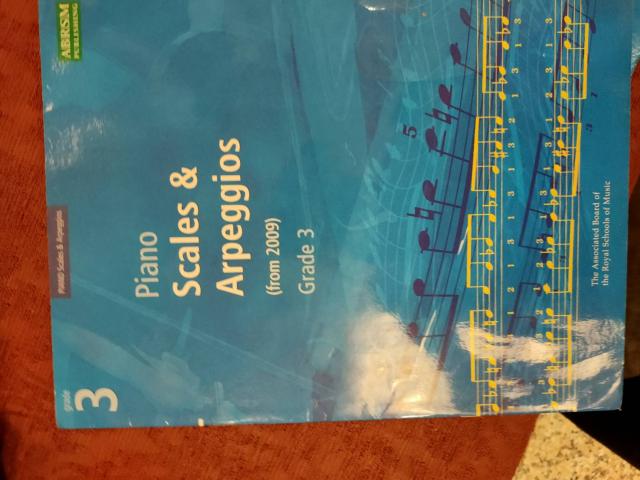 grade
3
PIANO Scales & Arpeggios
ABRSM
PUBLISHING
Piano
Scales &
Arpeggios
(from 2009)
Grade 3
5
The Associated Board of
the Royal Schools of Music